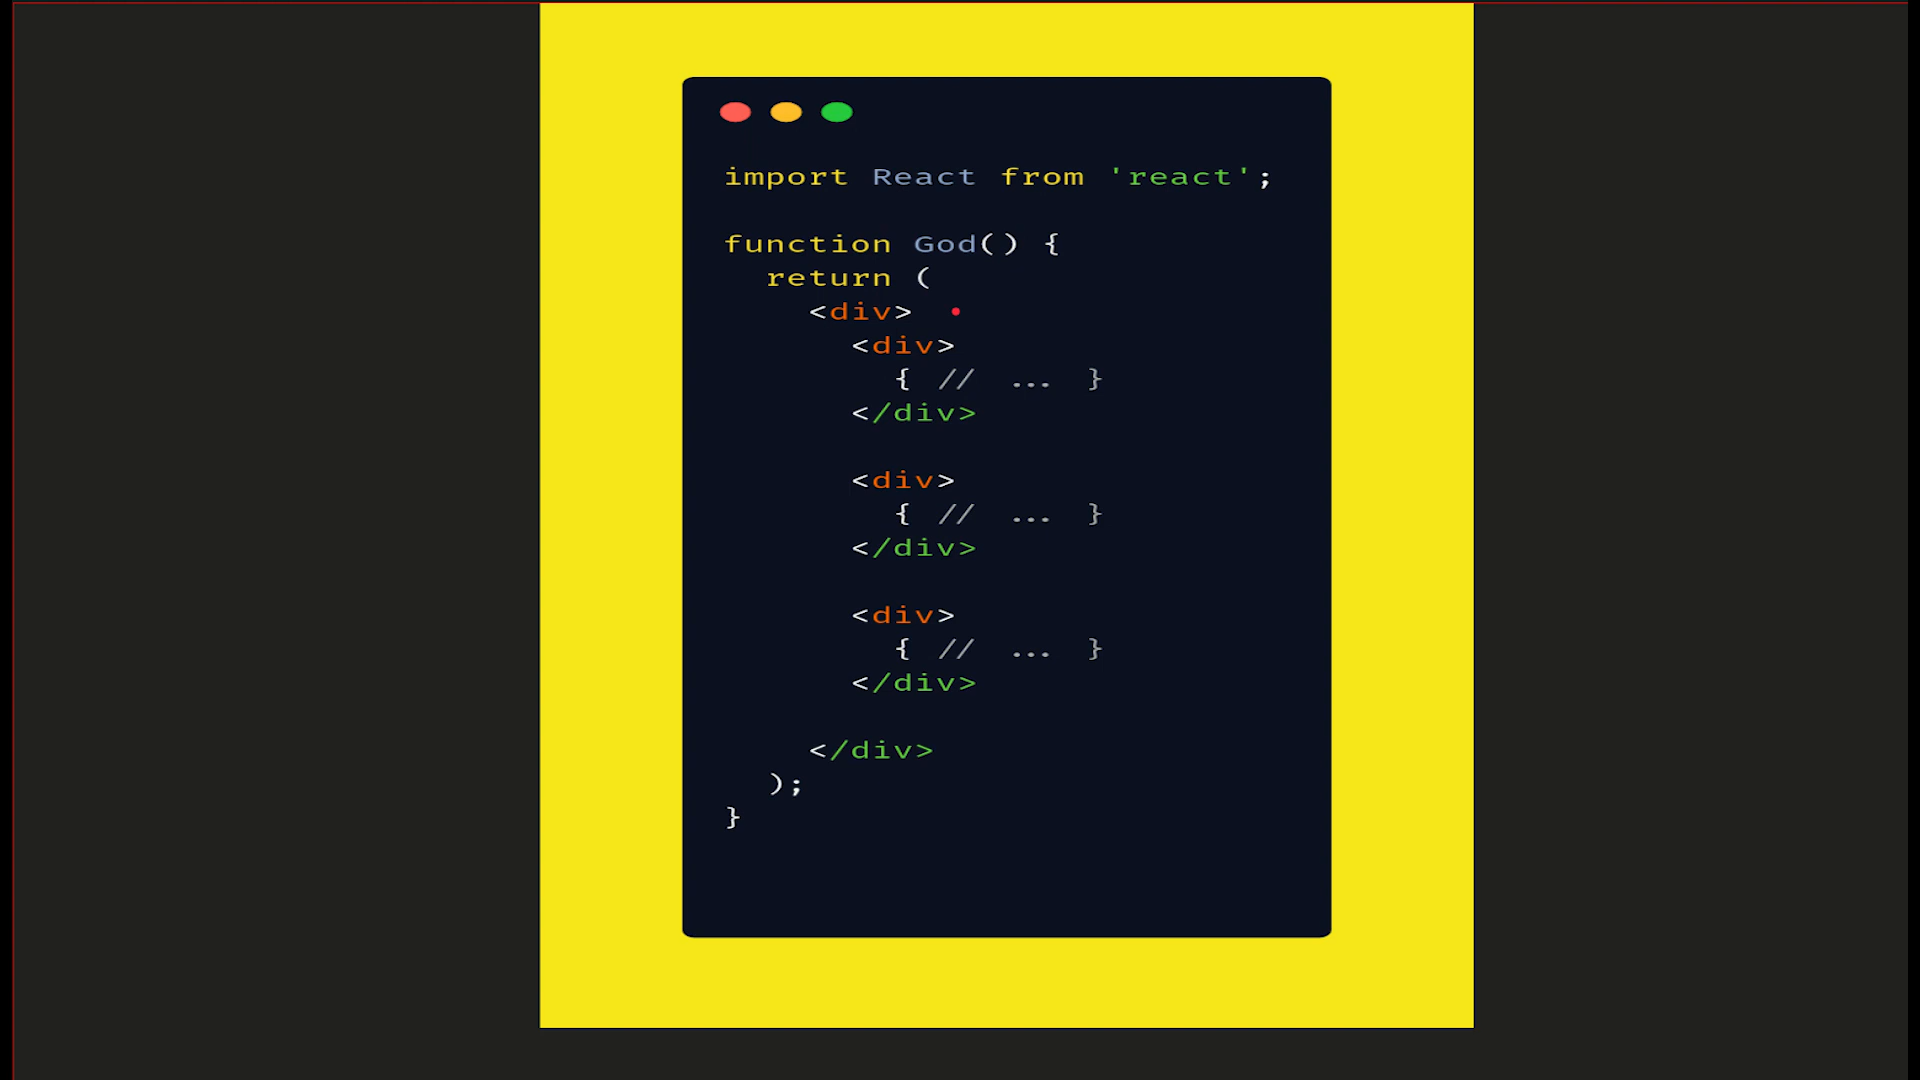 import React from 'react';
function God() {
return (
<div>
<div>
{ // ... }
</div>
<div>
{ // ... }
</div>
<div>
{ // ... }
</div>
</div>
);
}